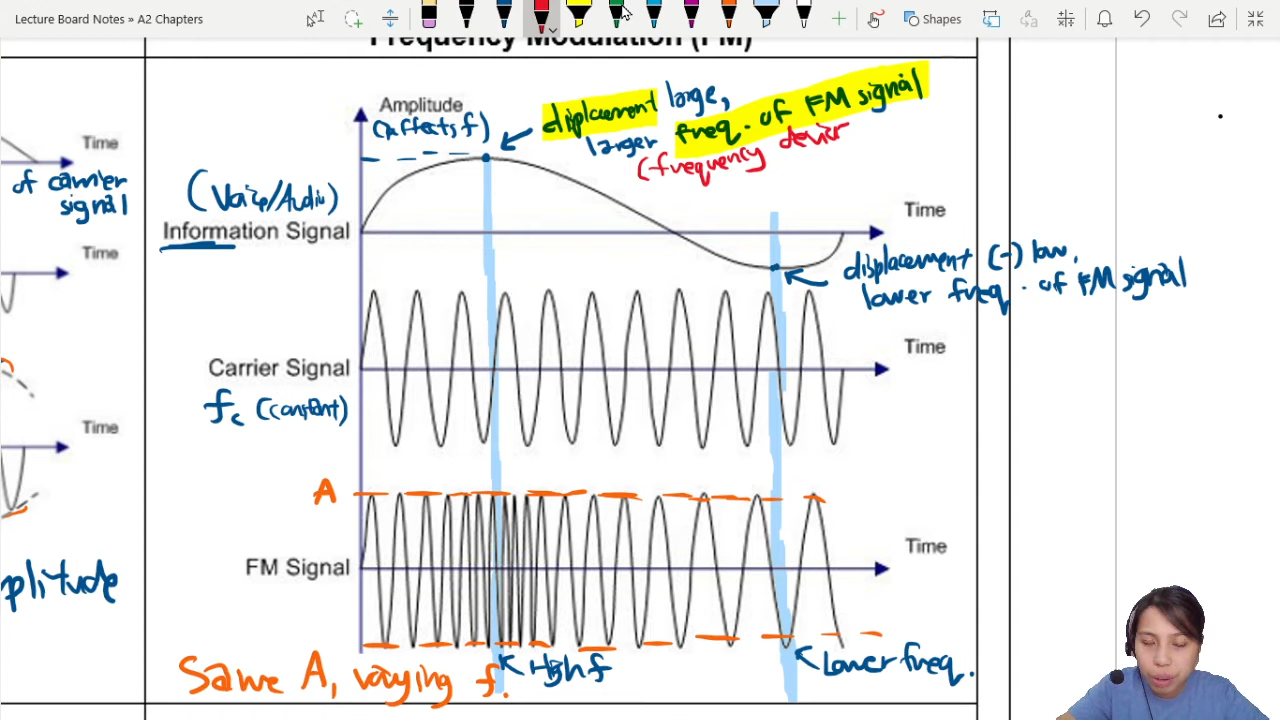 Lecture Board Notes » A2 Chapters
Shapes
Frequency Modulation (FM)
Time
of carrier
signal
Time
Time
mplitude
Amplitude
(affects f)
displacement large,
larger freq. of FM signal
(frequency devia
(Voice/Audio)
Information Signal
Time
displacement (-) low,
lower freq. of FM signal
Carrier Signal
Time
fc (constant)
A
FM Signal
Time
Same A, varying f.
High f
Lower freq.